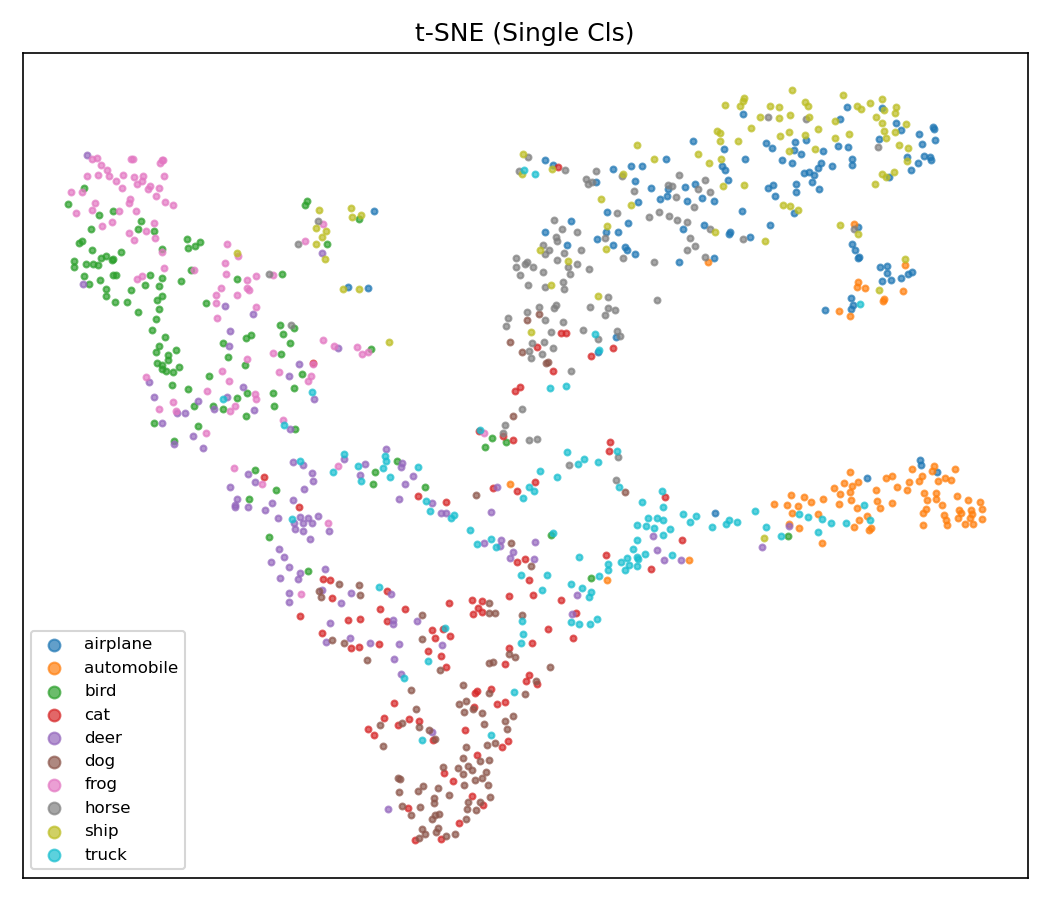 t-SNE (Single Cls)
airplane
automobile
bird
cat
deer
dog
frog
horse
ship
truck